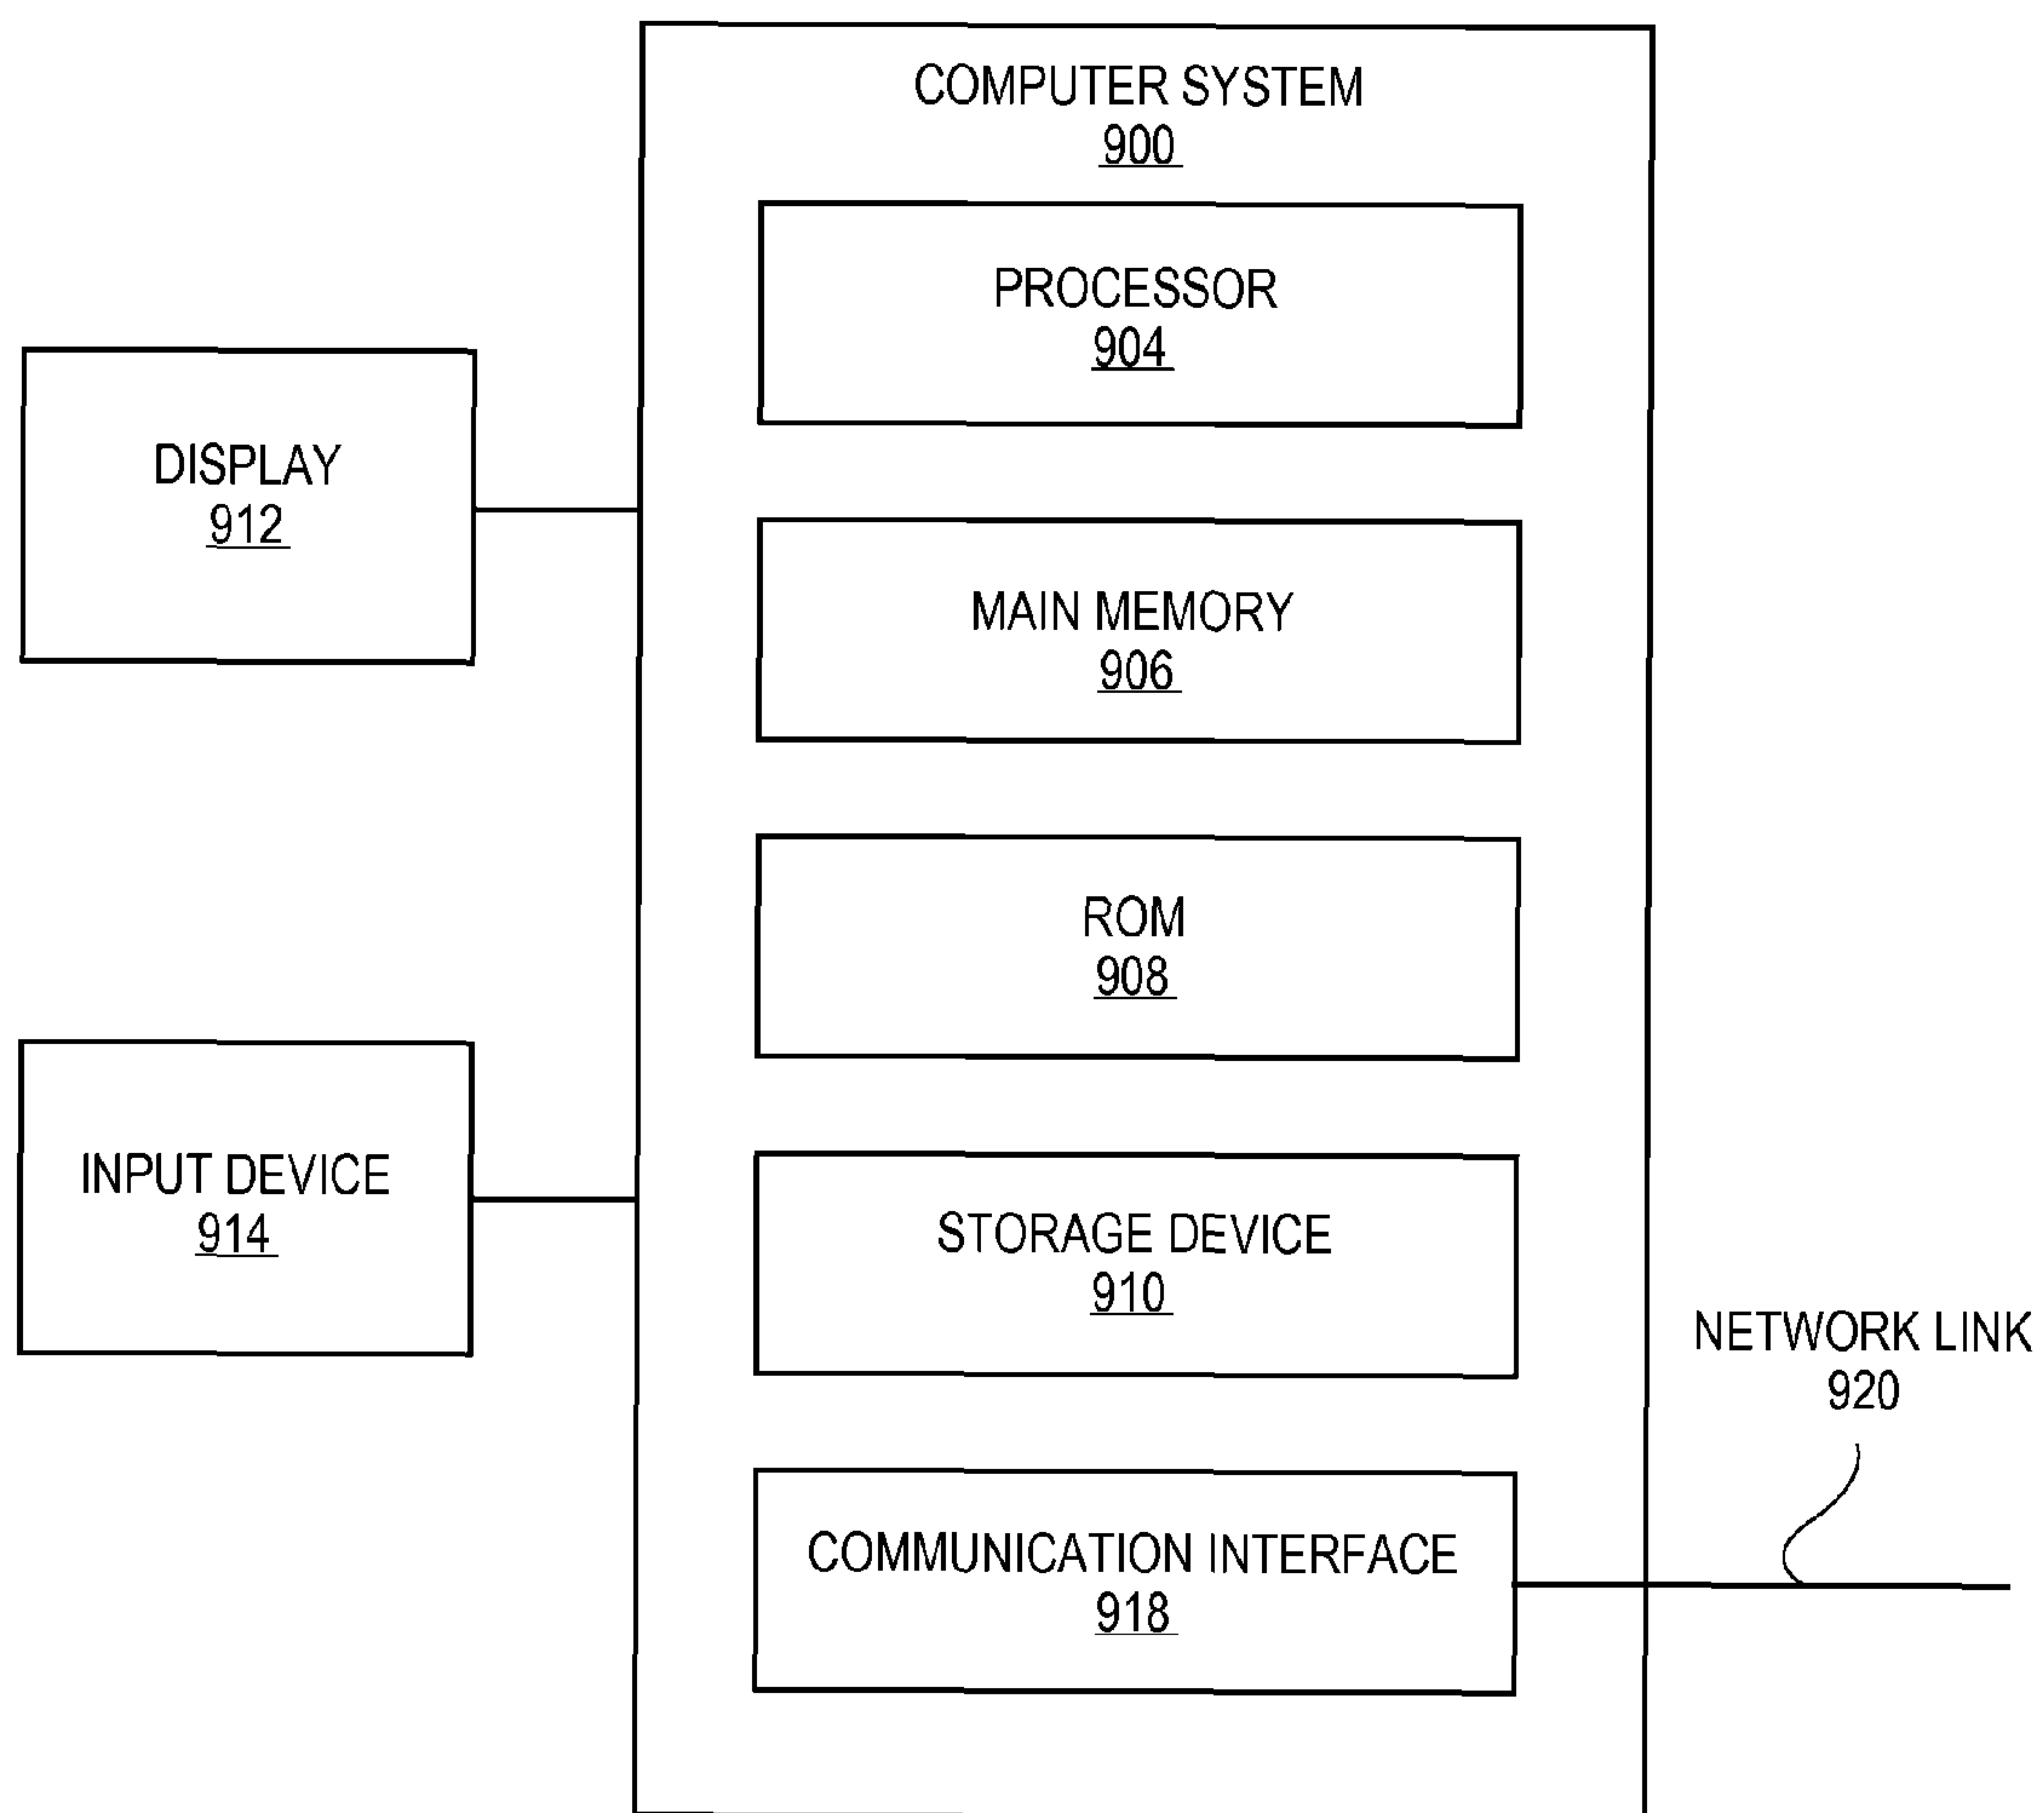 COMPUTER SYSTEM
900
PROCESSOR
904
DISPLAY
912
MAIN MEMORY
906
ROM
908
INPUT DEVICE
914
STORAGE DEVICE
910
NETWORK LINK
920
COMMUNICATION INTERFACE
918